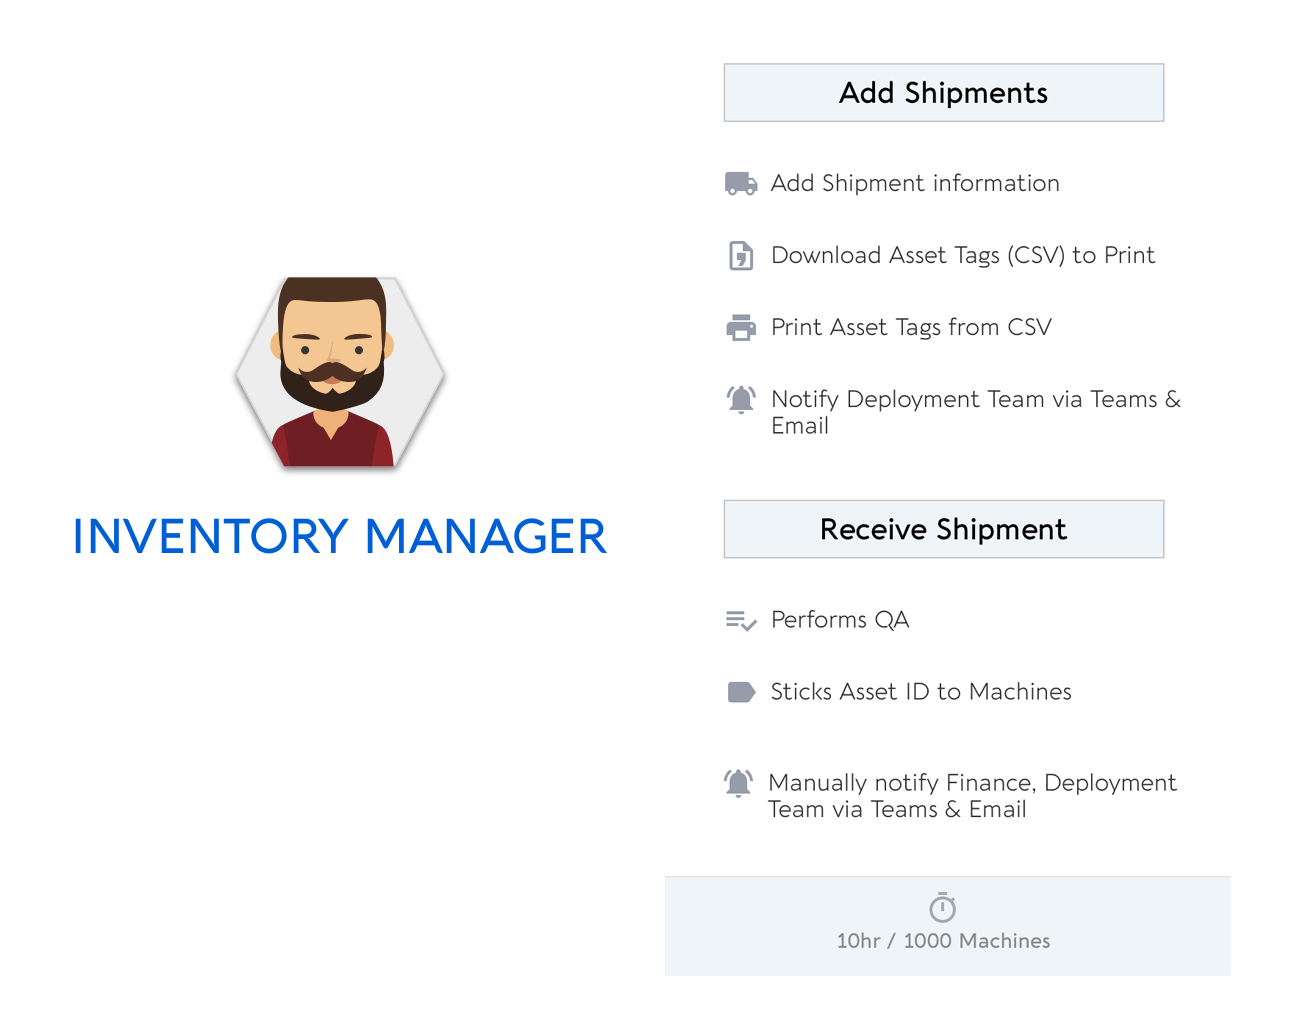 INVENTORY MANAGER
Add Shipments
Add Shipment information
Download Asset Tags (CSV) to Print
Print Asset Tags from CSV
Notify Deployment Team via Teams &
Email
Receive Shipment
Performs QA
Sticks Asset ID to Machines
Manually notify Finance, Deployment
Team via Teams & Email
10hr / 1000 Machines